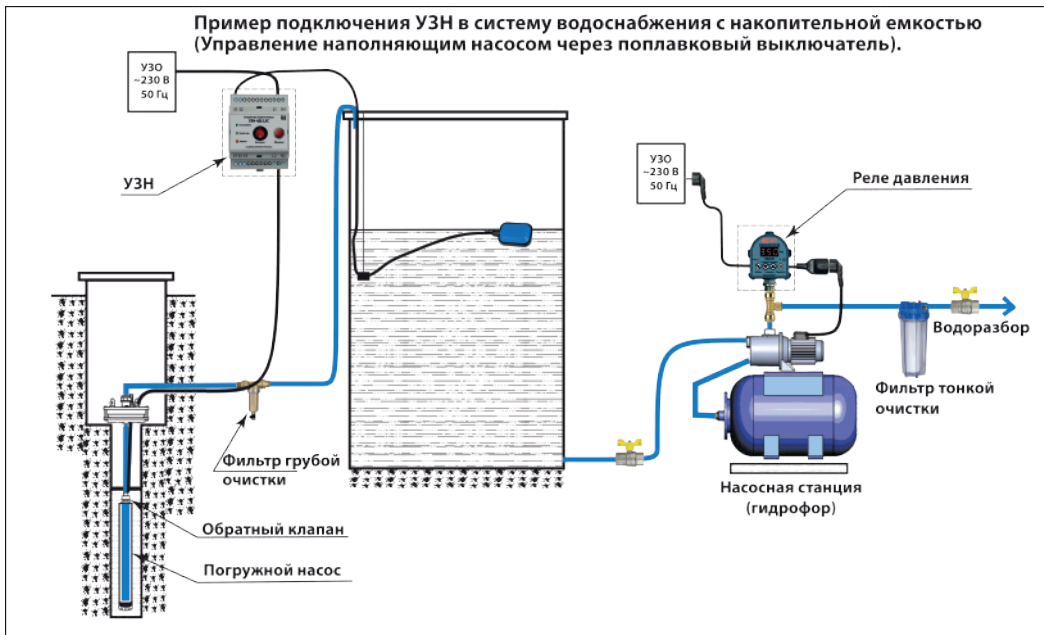 Пример подключения УЗН в систему водоснабжения с накопительной емкостью
(Управление наполняющим насосом через поплавковый выключатель).
УЗО
~230 В
50 Гц
УЗН
УЗО
~230 В
50 Гц
Реле давления
Водоразбор
Фильтр тонкой
очистки
Фильтр грубой
очистки
Насосная станция
(гидрофор)
Обратный клапан
Погружной насос